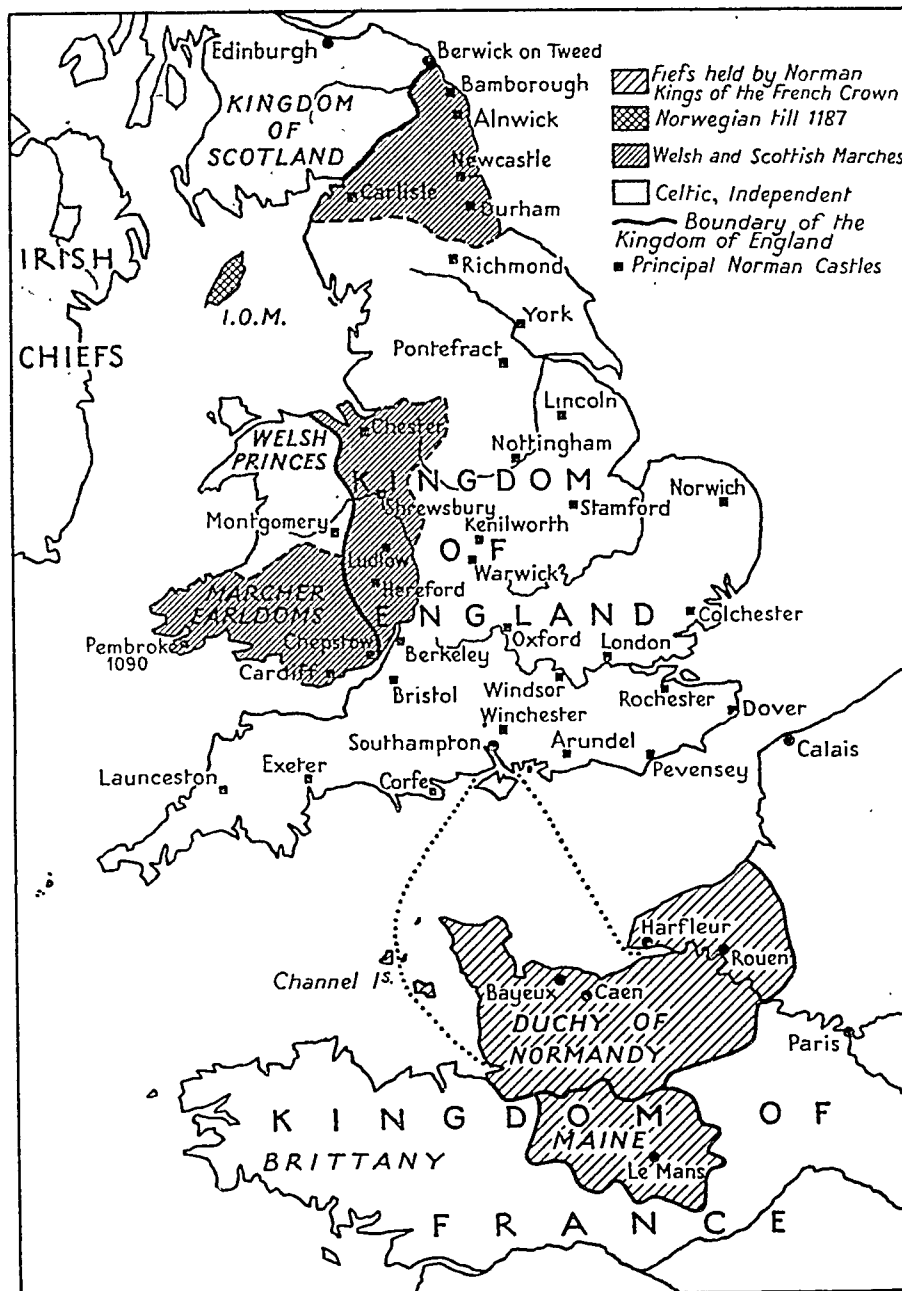 Edinburgh
Berwick on Tweed
Bamborough
Alnwick
KINGDOM
OF
SCOTLAND
Newcastle
Carlisle
Durham
Fiefs held by Norman
Kings of the French Crown
Norwegian till 1187
Welsh and Scottish Marches
Celtic, Independent
Boundary of the
Kingdom of England
Principal Norman Castles
IRISH
CHIEFS
I.O.M.
Richmond
York
Pontefract
Lincoln
Nottingham
Chester
WELSH
PRINCES
KINGDOM
Norwich
Shrewsbury
Stamford
Montgomery
Kenilworth
OF
Ludlow
Warwick
MARCHER
EARLDOMS
Hereford
ENGLAND
Colchester
Pembroke
1090
Chepstow
Oxford
London
Cardiff
Berkeley
Bristol
Windsor
Rochester
Dover
Winchester
Southampton
Arundel
Pevensey
Calais
Launceston
Exeter
Corfe
Harfleur
Rouen
Channel Is.
Bayeux
Caen
DUCHY OF
NORMANDY
Paris
KINGDOM OF
MAINE
BRITTANY
Le Mans
FRANCE